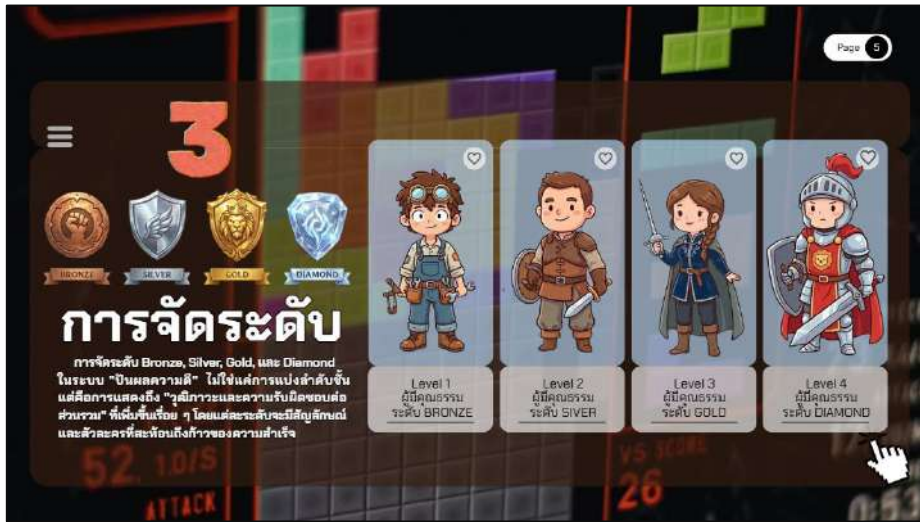 Page 5
3
BRONZE
SILVER
GOLD
DIAMOND
การจัดระดับ
การจัดระดับ Bronze, Silver, Gold, และ Diamond
ในระบบ "ปันผลความดี" ไม่ใช่แค่การแบ่งลำดับชั้น
แต่คือการแสดงถึง "วุฒิภาวะและความรับผิดชอบต่อ
ส่วนรวม" ที่เพิ่มขึ้นเรื่อย ๆ โดยแต่ละระดับจะมีสัญลักษณ์
และตัวละครที่สะท้อนถึงก้าวของความสำเร็จ
Level 1
ผู้มีคุณธรรม
ระดับ BRONZE
Level 2
ผู้มีคุณธรรม
ระดับ SIVER
Level 3
ผู้มีคุณธรรม
ระดับ GOLD
Level 4
ผู้มีคุณธรรม
ระดับ DIAMOND
52, 1.0/S
ATTACK
VS SCORE
26